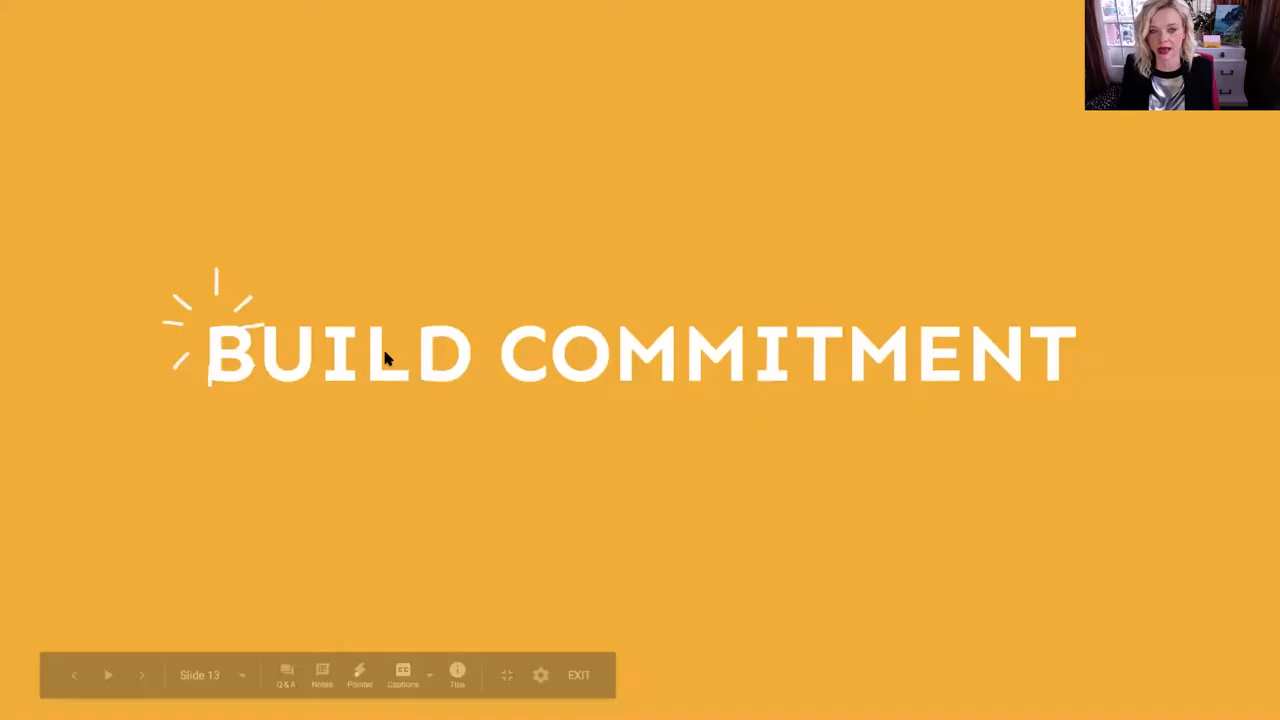 BUILD COMMITMENT
Slide 13
Q & A
Notes
Pointer
Captions
Tips
EXIT